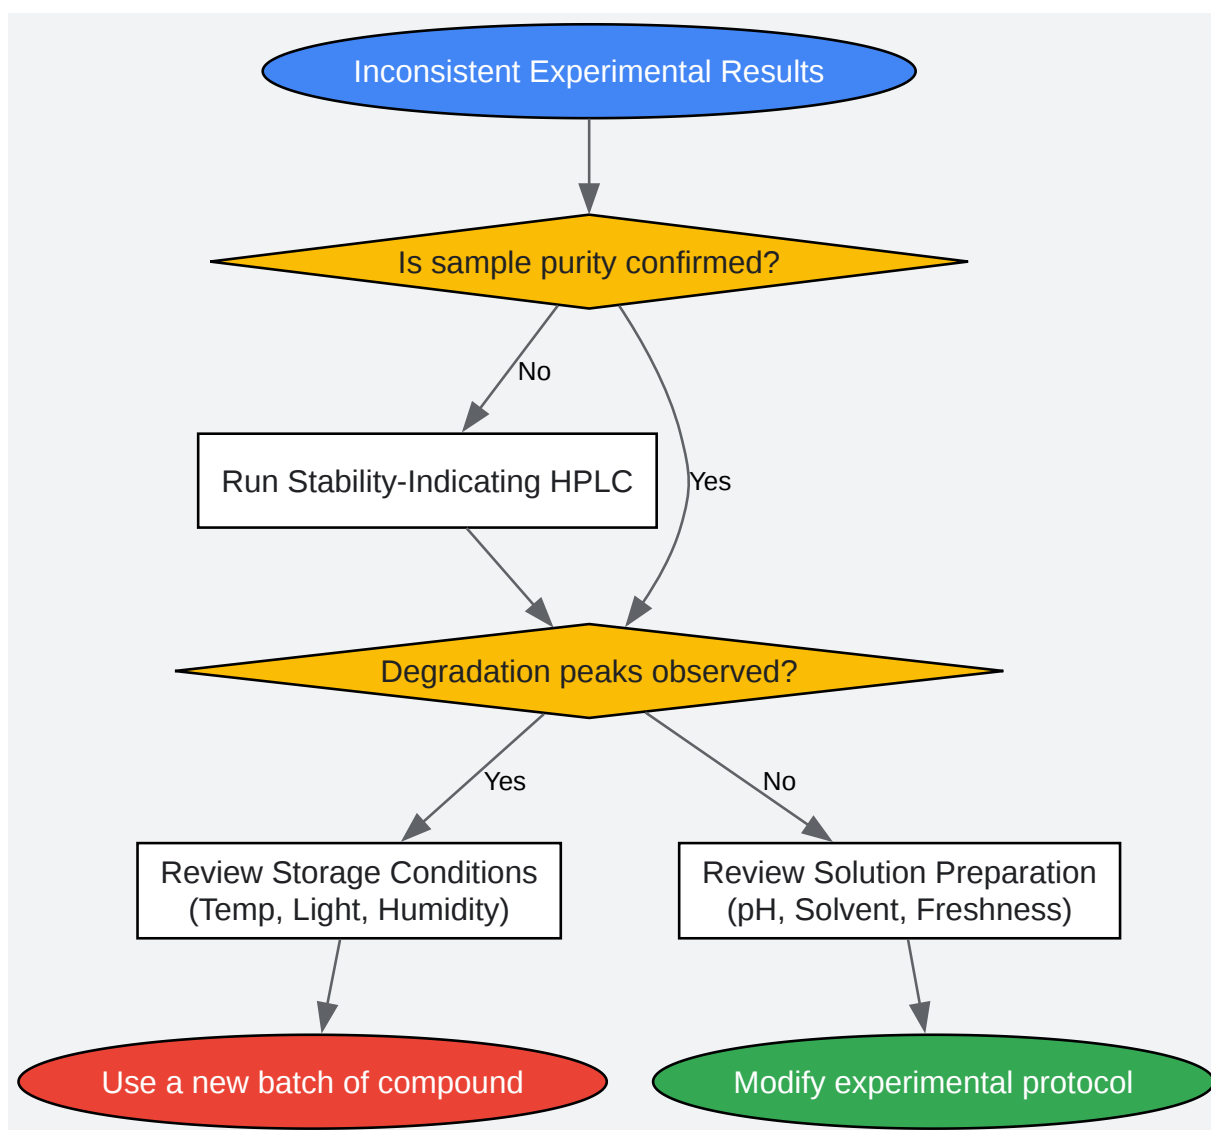 Inconsistent Experimental Results
Is sample purity confirmed?
No
Run Stability-Indicating HPLC
Yes
Degradation peaks observed?
Yes
No
Review Storage Conditions
(Temp, Light, Humidity)
Review Solution Preparation
(pH, Solvent, Freshness)
Use a new batch of compound
Modify experimental protocol